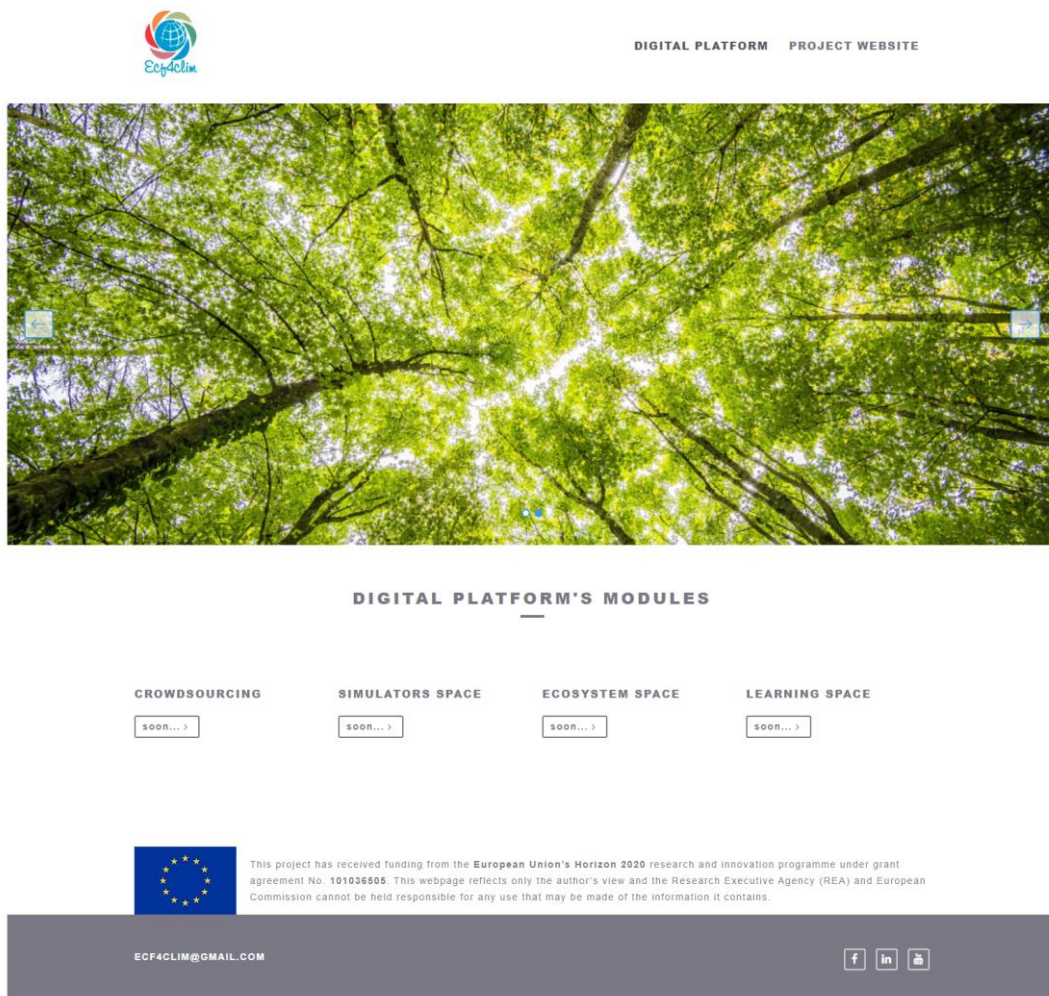 Ecf4clim
DIGITAL PLATFORM PROJECT WEBSITE
DIGITAL PLATFORM'S MODULES
CROWDSOURCING SIMULATORS SPACE ECOSYSTEM SPACE LEARNING SPACE
soon... > soon... > soon... > soon... >
This project has received funding from the European Union's Horizon 2020 research and innovation programme under grant
agreement No. 101036505. This webpage reflects only the author's view and the Research Executive Agency (REA) and European
Commission cannot be held responsible for any use that may be made of the information it contains.
ECF4CLIM@GMAIL.COM